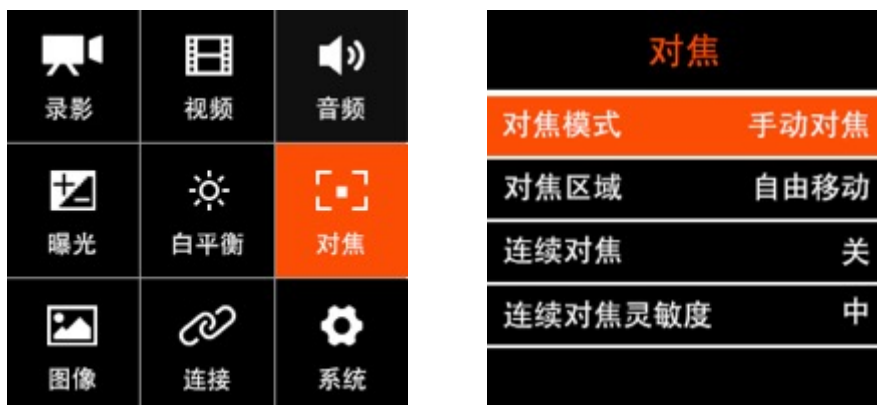 录影 视频 音频
曝光 白平衡 对焦
图像 连接 系统
对焦
对焦模式 手动对焦
对焦区域 自由移动
连续对焦 关
连续对焦灵敏度 中